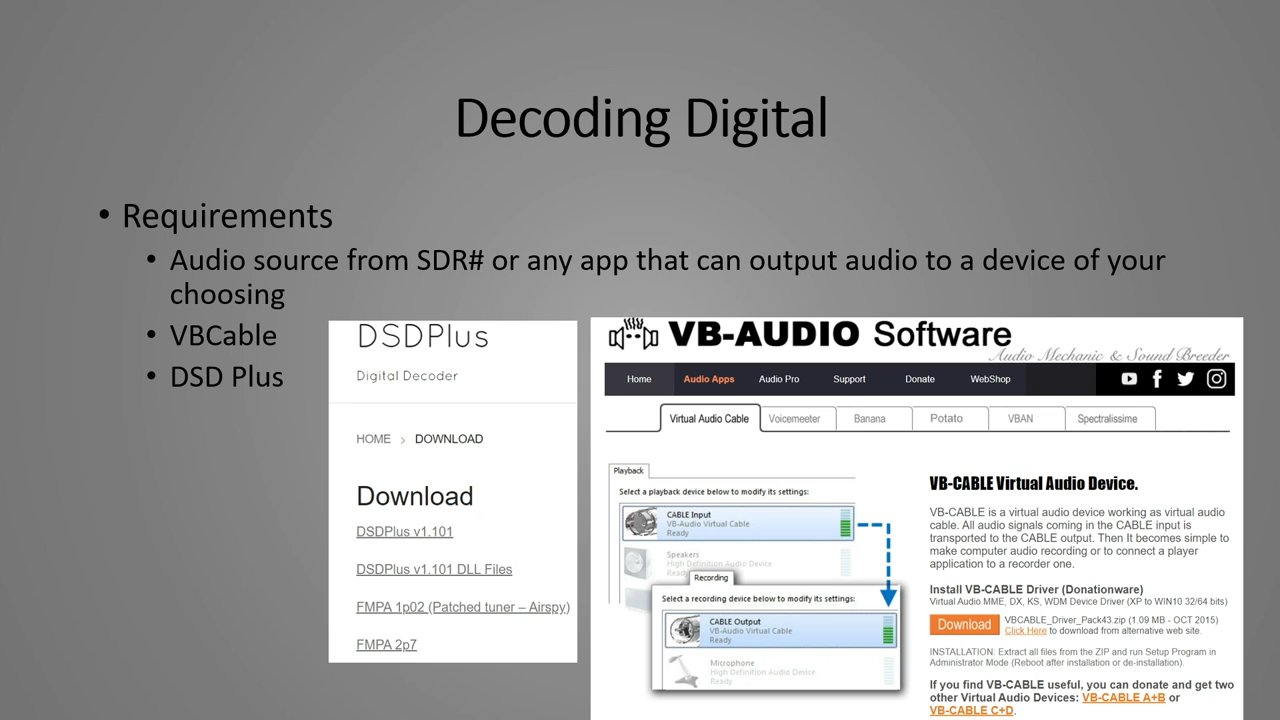 Decoding Digital
• Requirements
• Audio source from SDR# or any app that can output audio to a device of your
choosing
• VBCable
• DSD Plus
DSDPlus
Digital Decoder
HOME > DOWNLOAD
Download
DSDPlus v1.101
DSDPlus v1.101 DLL Files
FMPA 1p02 (Patched tuner – Airspy)
FMPA 2p7
VB-AUDIO Software
Audio Mechanic & Sound Breeder
Home Audio Apps Audio Pro Support Donate WebShop
Virtual Audio Cable Voicemeeter Banana Potato VBAN Spectralissime
Playback
Select a playback device below to modify its settings:
CABLE Input
VB-Audio Virtual Cable
Ready
Speakers
High Definition Audio Device
Ready
Recording
Select a recording device below to modify its settings:
CABLE Output
VB-Audio Virtual Cable
Ready
Microphone
High Definition Audio Device
Ready
VB-CABLE Virtual Audio Device.
VB-CABLE is a virtual audio device working as virtual audio
cable. All audio signals coming in the CABLE input is
transported to the CABLE output. Then It becomes simple to
make computer audio recording or to connect a player
application to a recorder one.
Install VB-CABLE Driver (Donationware)
Virtual Audio MME, DX, KS, WDM Device Driver (XP to WIN10 32/64 bits)
Download VBCABLE_Driver_Pack43.zip (1.09 MB - OCT 2015)
Click Here to download from alternative web site.
INSTALLATION: Extract all files from the ZIP and run Setup Program in
Administrator Mode (Reboot after installation or de-installation).
If you find VB-CABLE useful, you can donate and get two
other Virtual Audio Devices: VB-CABLE A+B or
VB-CABLE C+D.